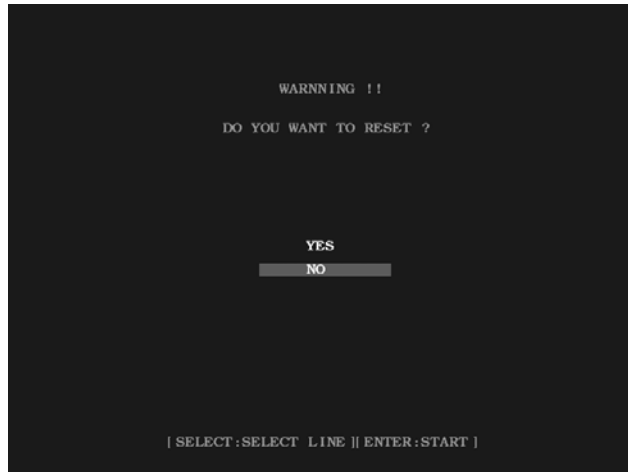 WARNNING !!
DO YOU WANT TO RESET ?
YES
NO
[ SELECT:SELECT LINE ][ ENTER:START ]